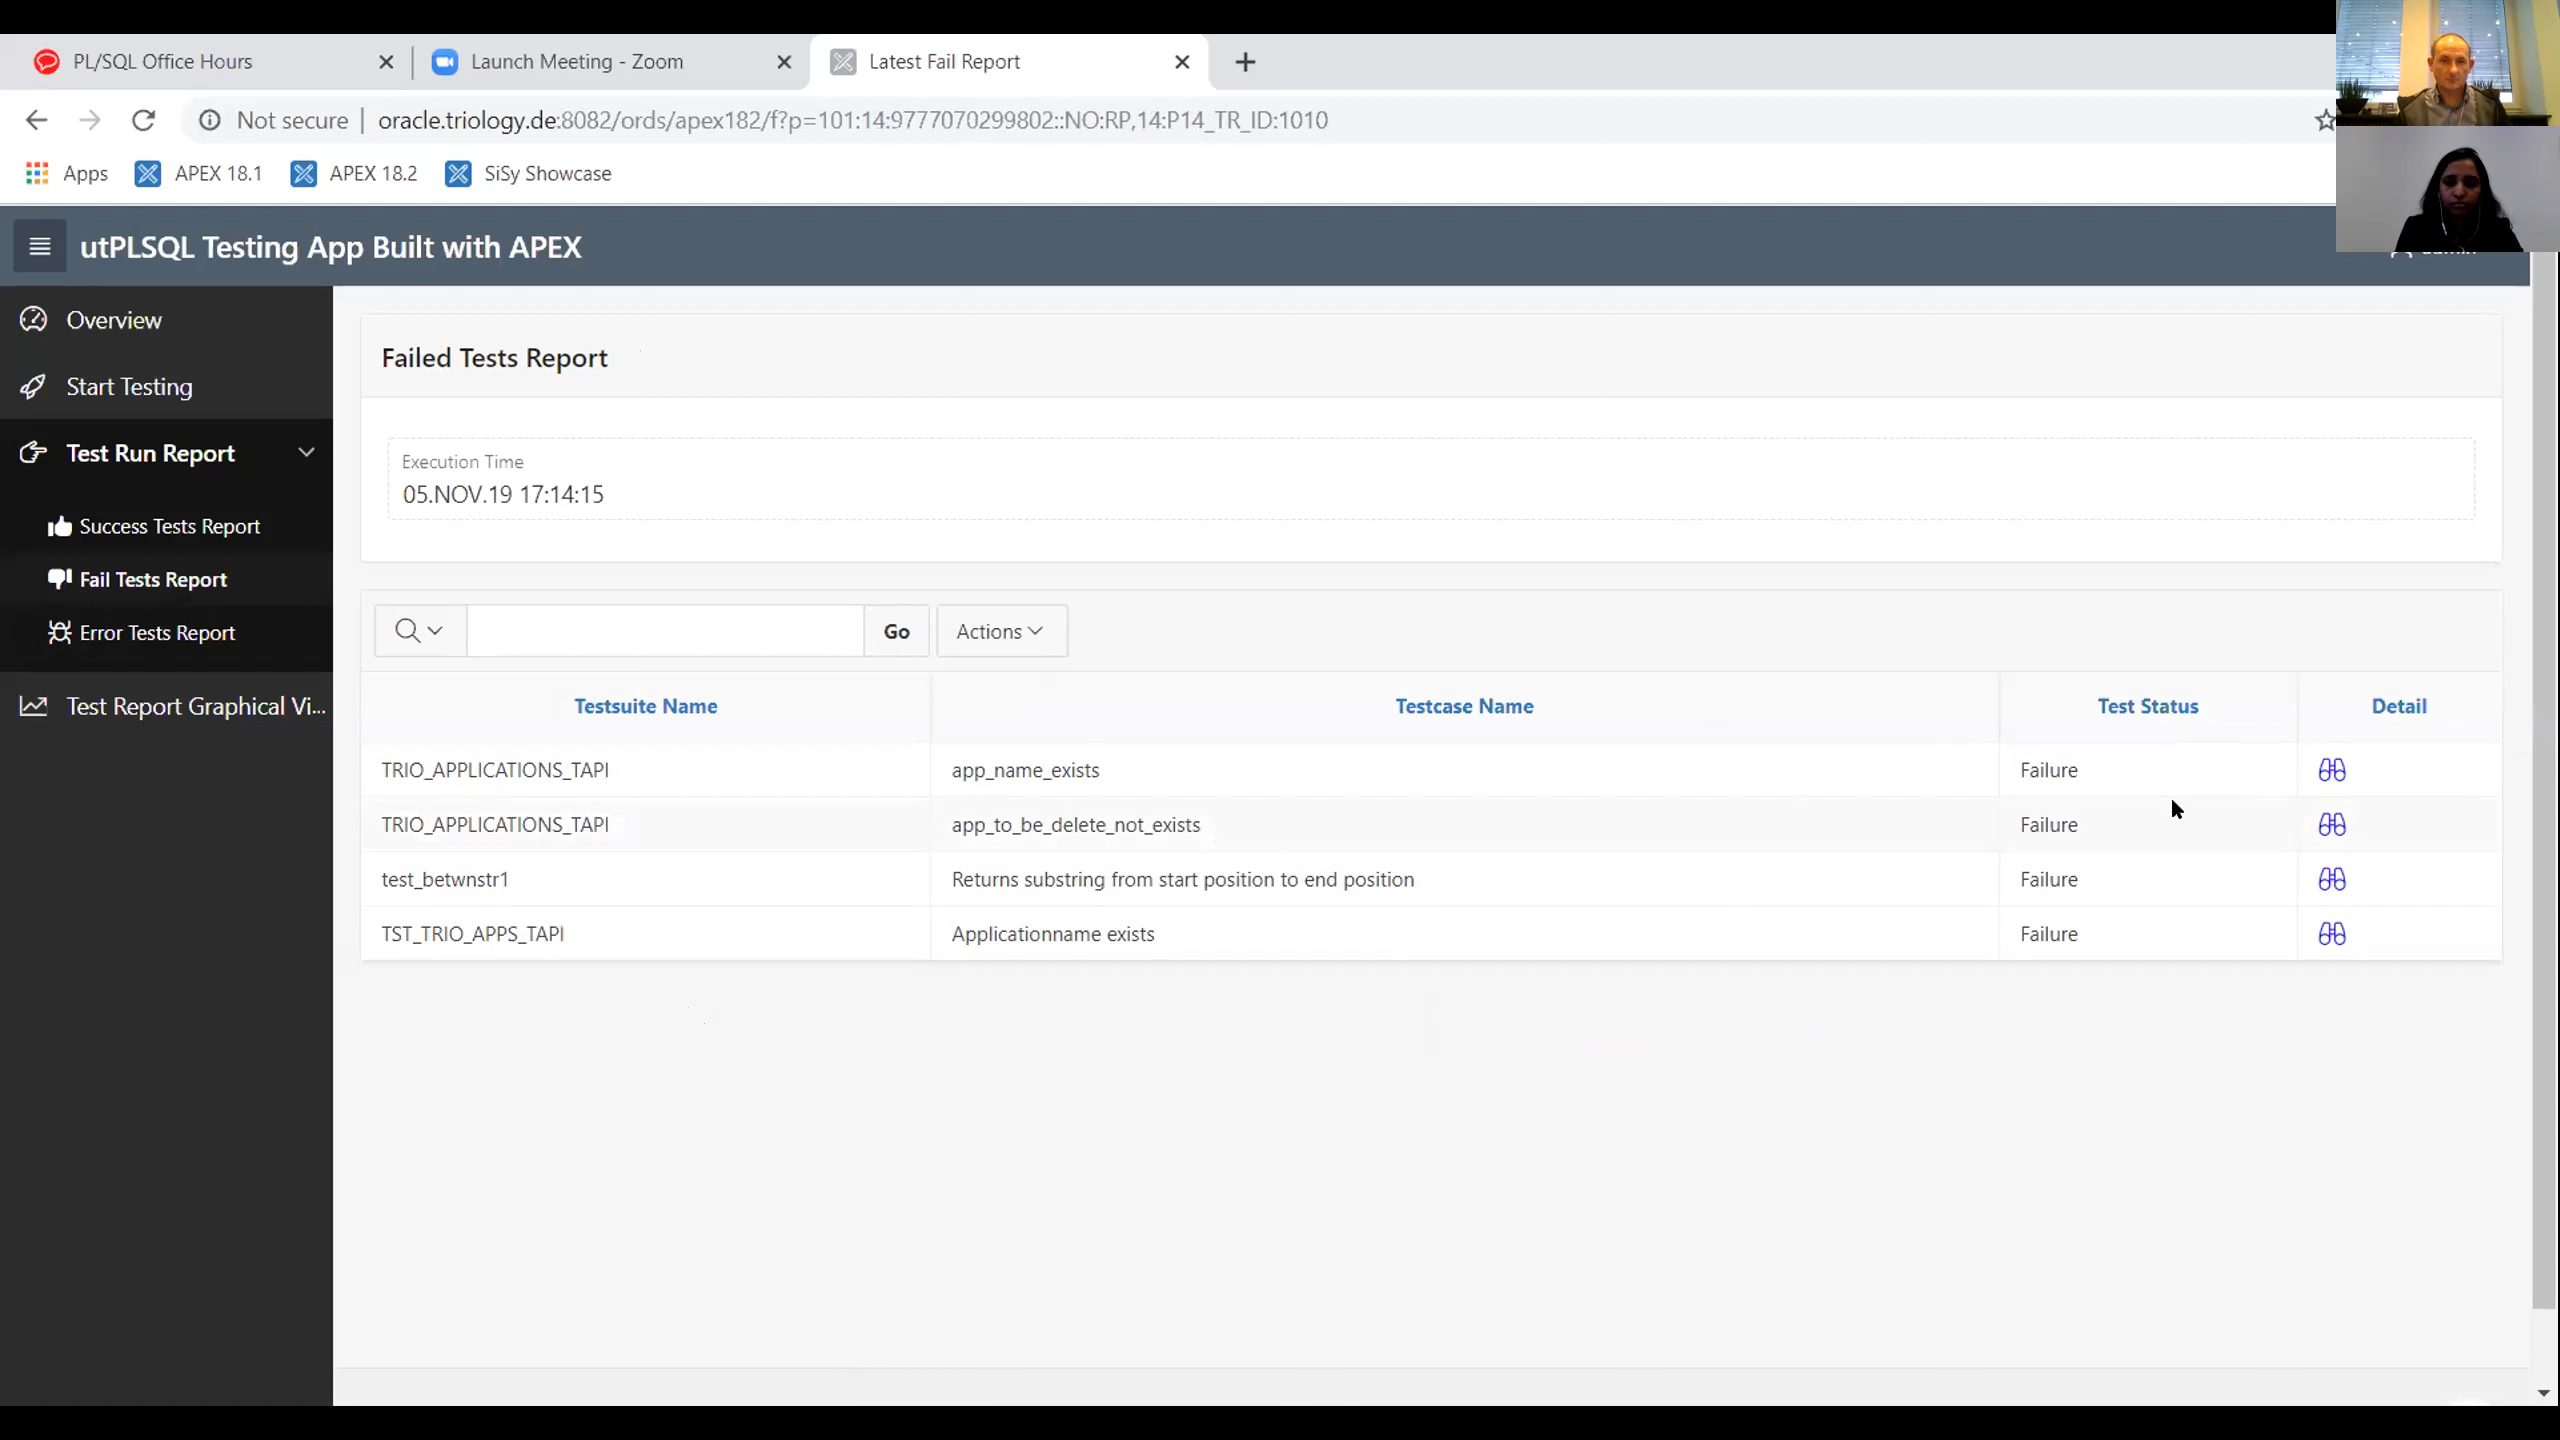 PL/SQL Office Hours
Launch Meeting - Zoom
Latest Fail Report
Not secure | oracle.triology.de:8082/ords/apex182/f?p=101:14:9777070299802::NO:RP,14:P14_TR_ID:1010
Apps APEX 18.1 APEX 18.2 SiSy Showcase
utPLSQL Testing App Built with APEX
Overview
Start Testing
Test Run Report
Success Tests Report
Fail Tests Report
Error Tests Report
Test Report Graphical Vi...
Failed Tests Report
Execution Time
05.NOV.19 17:14:15
Go Actions
Testsuite Name Testcase Name Test Status Detail
TRIO_APPLICATIONS_TAPI app_name_exists Failure
TRIO_APPLICATIONS_TAPI app_to_be_delete_not_exists Failure
test_betwnstr1 Returns substring from start position to end position Failure
TST_TRIO_APPS_TAPI Applicationname exists Failure